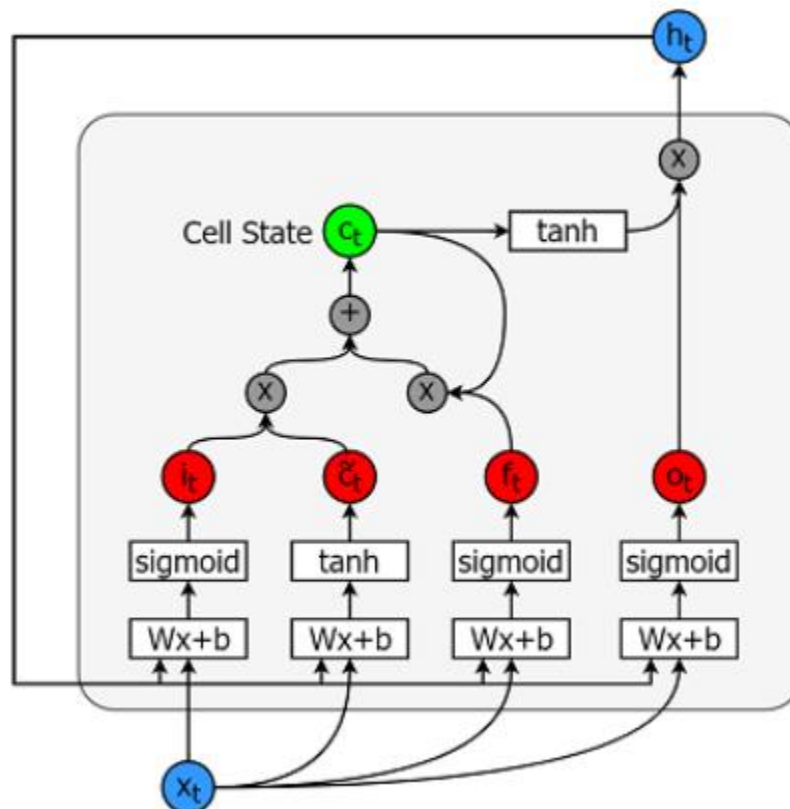 hₜ
x
Cell State cₜ tanh
+
x x
iₜ c̃ₜ fₜ oₜ
sigmoid tanh sigmoid sigmoid
Wx+b Wx+b Wx+b Wx+b
xₜ